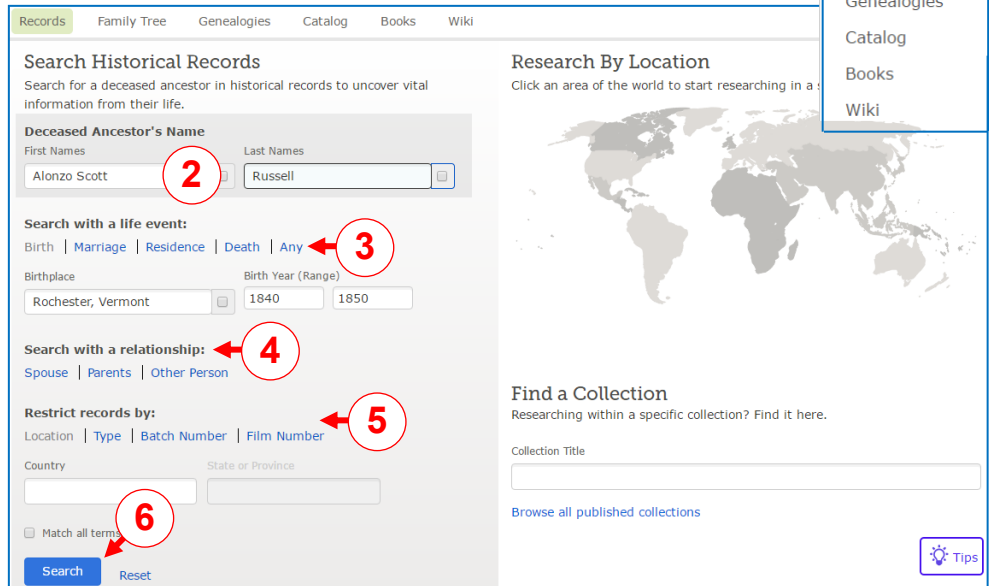 Records Family Tree Genealogies Catalog Books Wiki
Genealogies
Catalog
Books
Wiki
Search Historical Records
Search for a deceased ancestor in historical records to uncover vital
information from their life.
Deceased Ancestor's Name
First Names Last Names
Alonzo Scott Russell
2
Search with a life event:
Birth | Marriage | Residence | Death | Any
3
Birthplace Birth Year (Range)
Rochester, Vermont 1840 1850
Search with a relationship:
4
Spouse | Parents | Other Person
Restrict records by:
5
Location | Type | Batch Number | Film Number
Country State or Province
Match all terms
6
Search Reset
Research By Location
Click an area of the world to start researching in a
Find a Collection
Researching within a specific collection? Find it here.
Collection Title
Browse all published collections
Tips